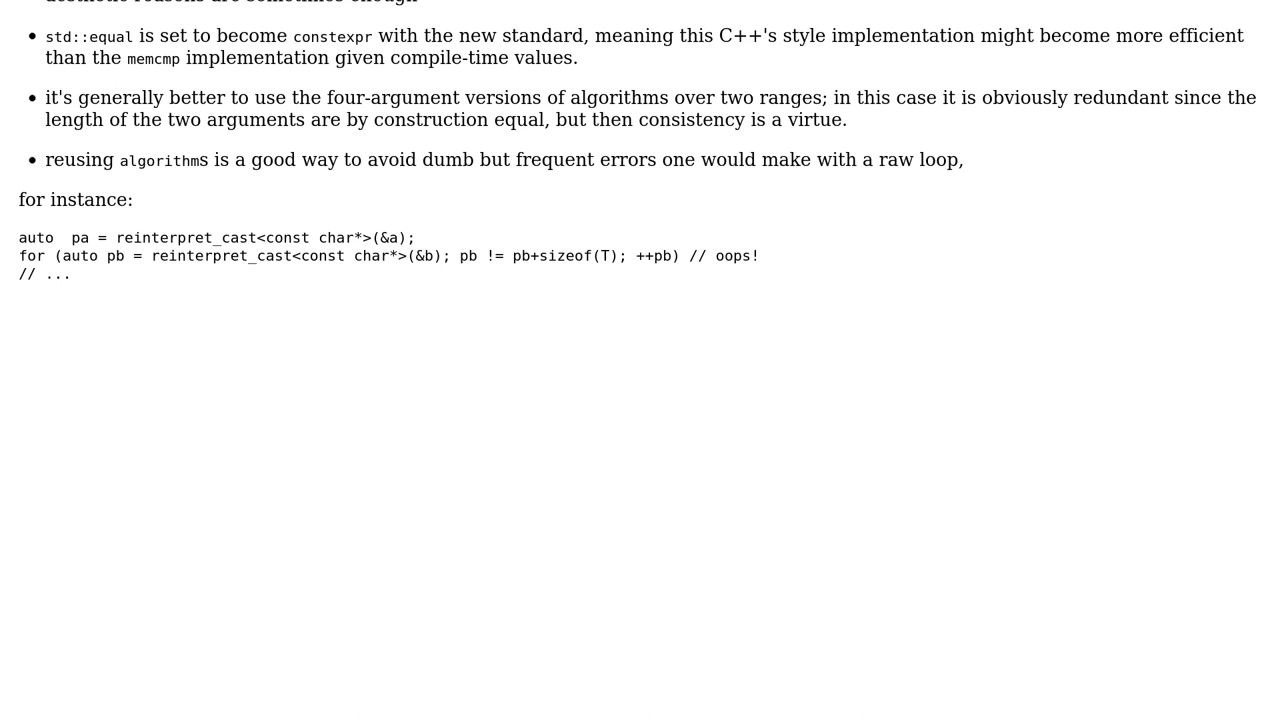 aesthetic reasons are sometimes enough
std::equal is set to become constexpr with the new standard, meaning this C++'s style implementation might become more efficient
than the memcmp implementation given compile-time values.
it's generally better to use the four-argument versions of algorithms over two ranges; in this case it is obviously redundant since the
length of the two arguments are by construction equal, but then consistency is a virtue.
reusing algorithms is a good way to avoid dumb but frequent errors one would make with a raw loop,
for instance:
auto  pa = reinterpret_cast<const char*>(&a);
for (auto pb = reinterpret_cast<const char*>(&b); pb != pb+sizeof(T); ++pb) // oops!
// ...